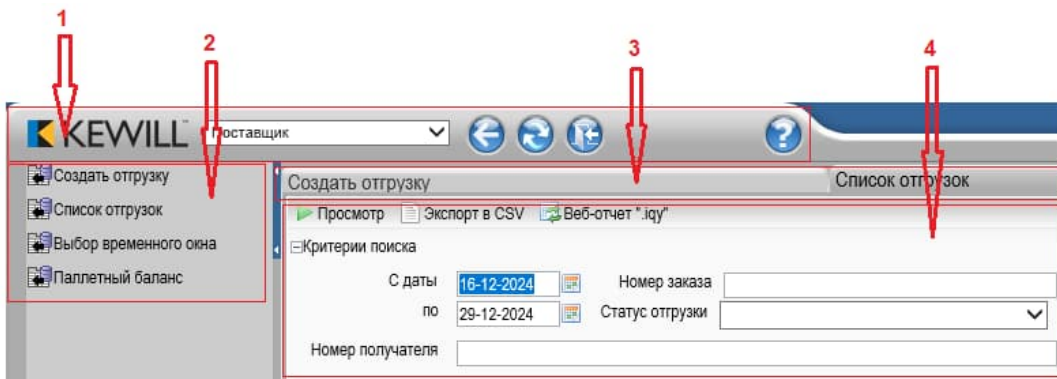 1
2
3
4
KEWILL
Поставщик
?
Создать отгрузку
Список отгрузок
Выбор временного окна
Паллетный баланс
Создать отгрузку
Список отгрузок
Просмотр Экспорт в CSV Веб-отчет ".iqy"
Критерии поиска
С даты 16-12-2024 Номер заказа
по 29-12-2024 Статус отгрузки
Номер получателя